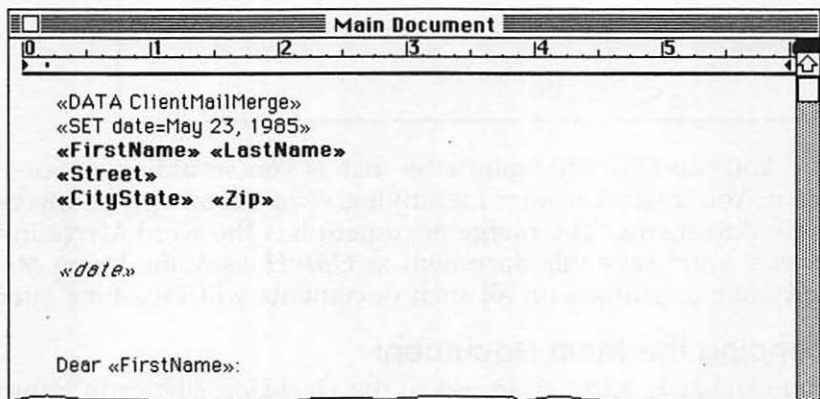 Main Document
0 1 2 3 4 5
«DATA ClientMailMerge»
«SET date=May 23, 1985»
«FirstName» «LastName»
«Street»
«CityState» «Zip»
«date»
Dear «FirstName»: